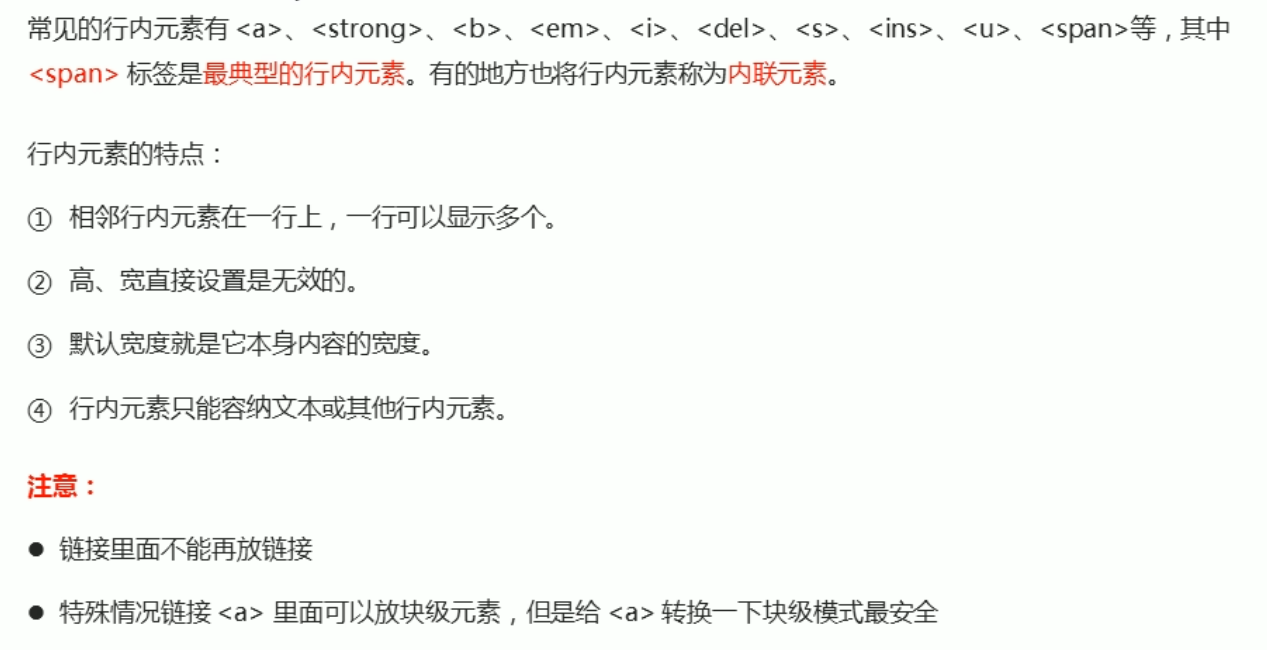 常见的行内元素有 <a>、<strong>、<b>、<em>、<i>、<del>、<s>、<ins>、<u>、<span>等，其中
<span> 标签是最典型的行内元素。有的地方也将行内元素称为内联元素。
行内元素的特点：
① 相邻行内元素在一行上，一行可以显示多个。
② 高、宽直接设置是无效的。
③ 默认宽度就是它本身内容的宽度。
④ 行内元素只能容纳文本或其他行内元素。
注意：
● 链接里面不能再放链接
● 特殊情况链接 <a> 里面可以放块级元素，但是给 <a> 转换一下块级模式最安全